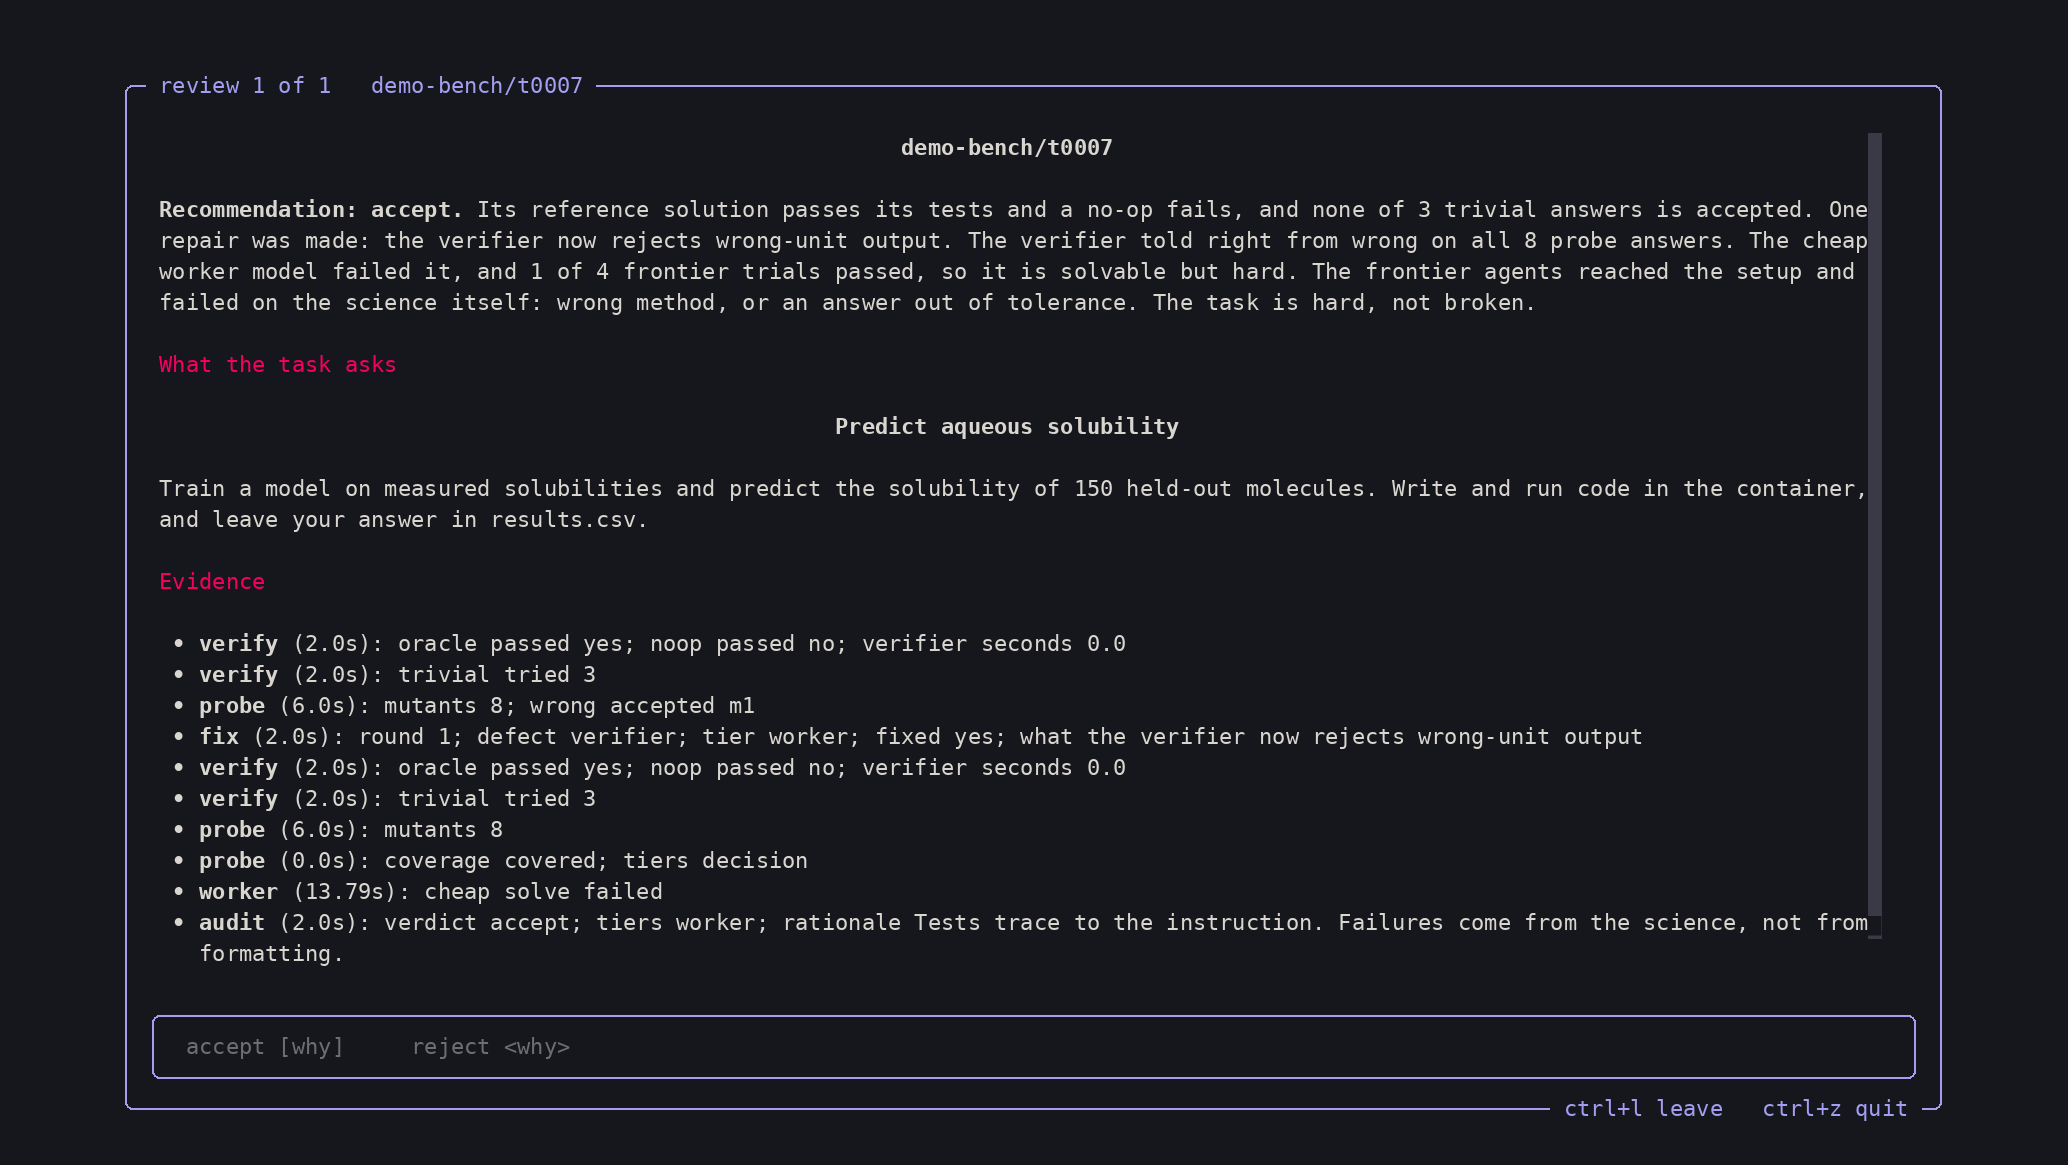 review 1 of 1   demo-bench/t0007
demo-bench/t0007
Recommendation: accept. Its reference solution passes its tests and a no-op fails, and none of 3 trivial answers is accepted. One
repair was made: the verifier now rejects wrong-unit output. The verifier told right from wrong on all 8 probe answers. The cheap
worker model failed it, and 1 of 4 frontier trials passed, so it is solvable but hard. The frontier agents reached the setup and
failed on the science itself: wrong method, or an answer out of tolerance. The task is hard, not broken.
What the task asks
Predict aqueous solubility
Train a model on measured solubilities and predict the solubility of 150 held-out molecules. Write and run code in the container,
and leave your answer in results.csv.
Evidence
• verify (2.0s): oracle passed yes; noop passed no; verifier seconds 0.0
• verify (2.0s): trivial tried 3
• probe (6.0s): mutants 8; wrong accepted m1
• fix (2.0s): round 1; defect verifier; tier worker; fixed yes; what the verifier now rejects wrong-unit output
• verify (2.0s): oracle passed yes; noop passed no; verifier seconds 0.0
• verify (2.0s): trivial tried 3
• probe (6.0s): mutants 8
• probe (0.0s): coverage covered; tiers decision
• worker (13.79s): cheap solve failed
• audit (2.0s): verdict accept; tiers worker; rationale Tests trace to the instruction. Failures come from the science, not from
formatting.
accept [why]     reject <why>
ctrl+l leave   ctrl+z quit